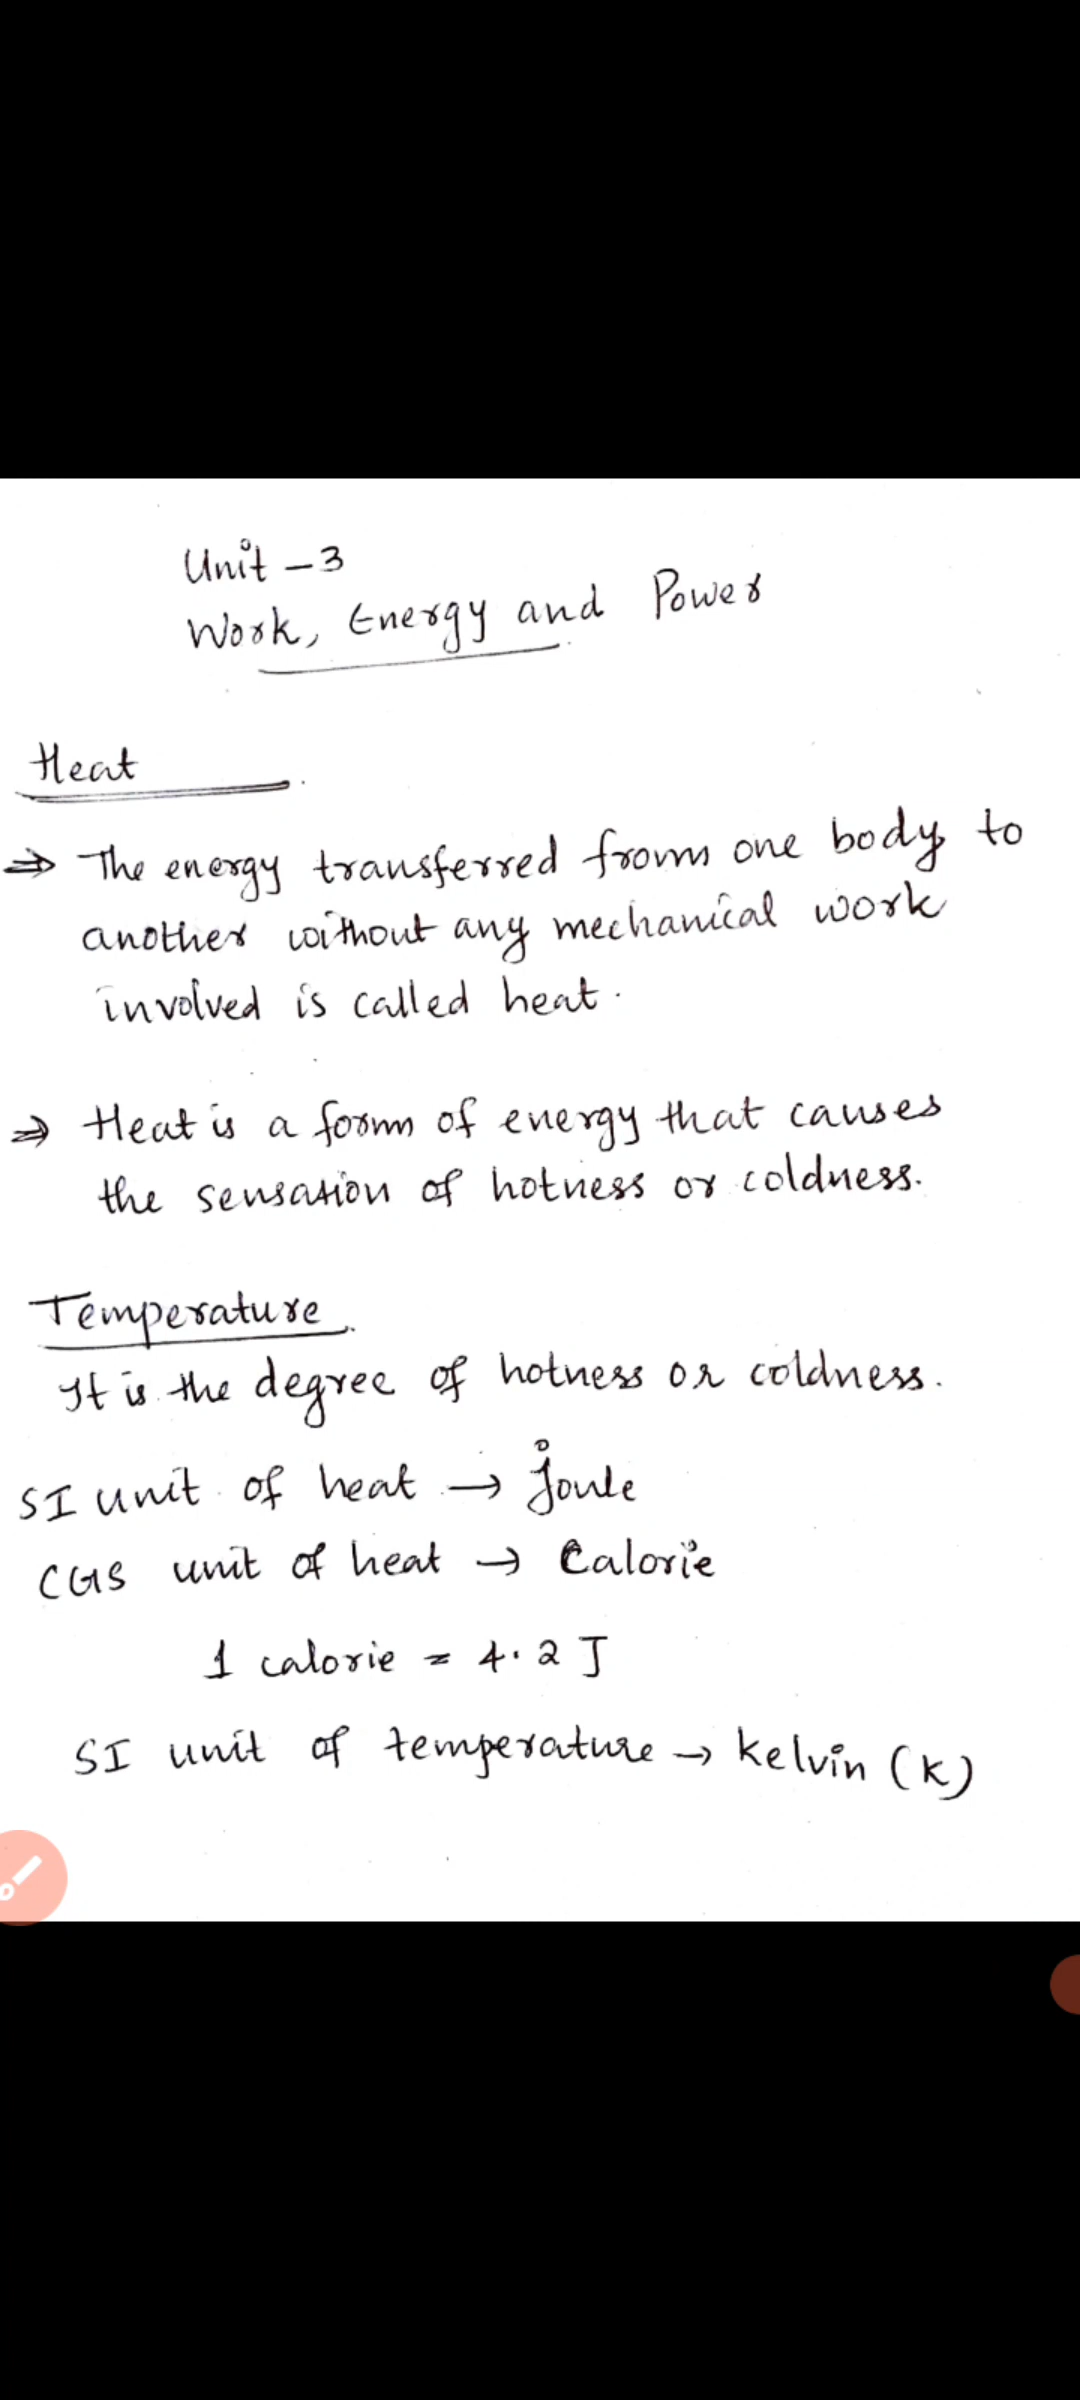 Unit - 3
Work, Energy and Power
Heat
⇒ The energy transferred from one body to
another without any mechanical work
involved is called heat.
⇒ Heat is a form of energy that causes
the sensation of hotness or coldness.
Temperature
It is the degree of hotness or coldness.
SI unit of heat → joule
CGS unit of heat → Calorie
1 calorie = 4.2 J
SI unit of temperature → kelvin (K)